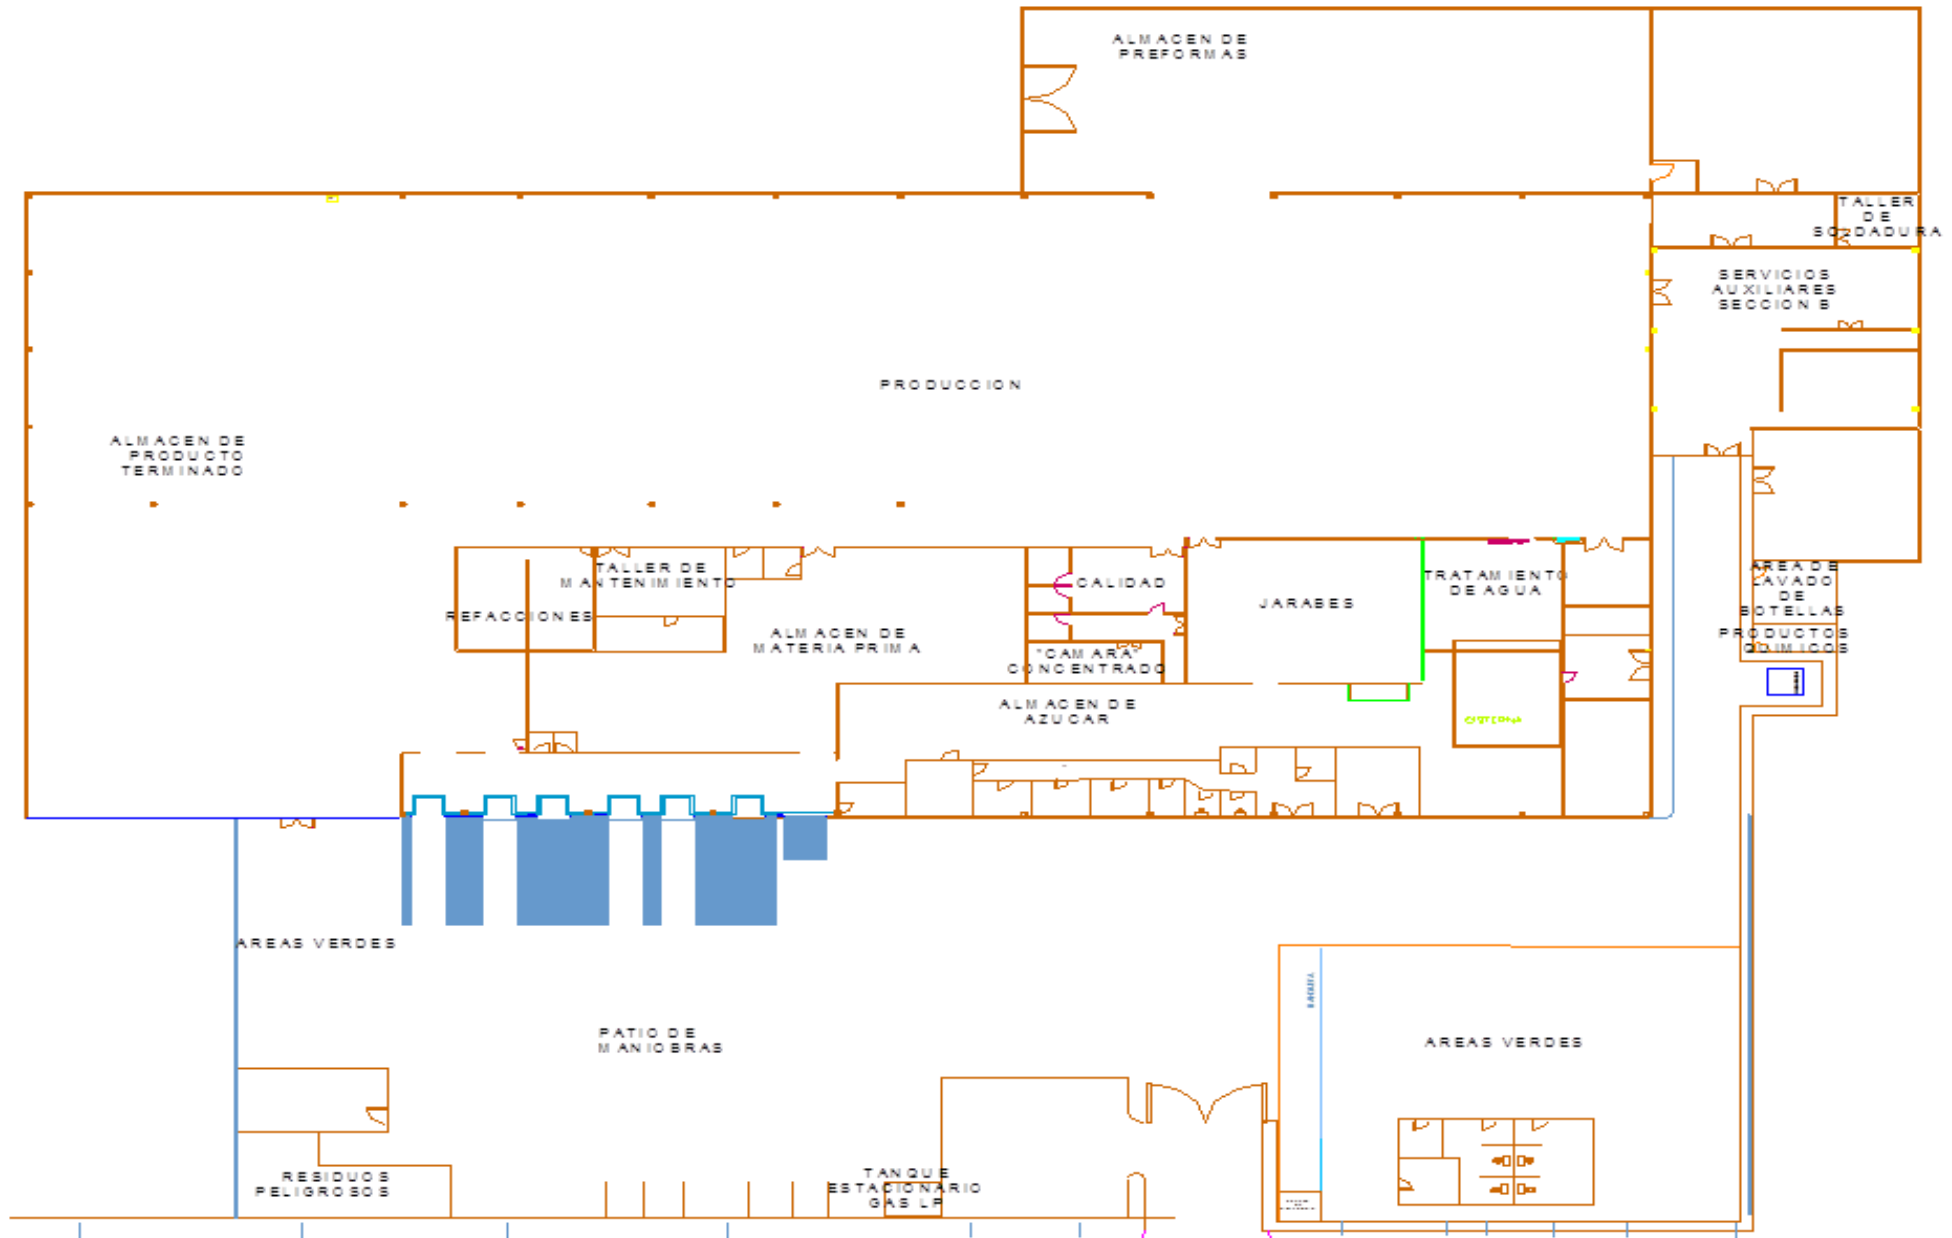 ALMACEN DE
PREFORMAS
TALLER
DE
SOLDADURA
SERVICIOS
AUXILIARES
SECCION B
PRODUCCION
ALMACEN DE
PRODUCTO
TERMINADO
TALLER DE
MANTENIMIENTO
REFACCIONES
ALMACEN DE
MATERIA PRIMA
CALIDAD
"CAMARA"
CONCENTRADO
JARABES
TRATAMIENTO
DE AGUA
AREA DE
LAVADO
DE
BOTELLAS
PRODUCTOS
QUIMICOS
ALMACEN DE
AZUCAR
CISTERNA
AREAS VERDES
PATIO DE
MANIOBRAS
AREAS VERDES
RESIDUOS
PELIGROSOS
TANQUE
ESTACIONARIO
GAS LP